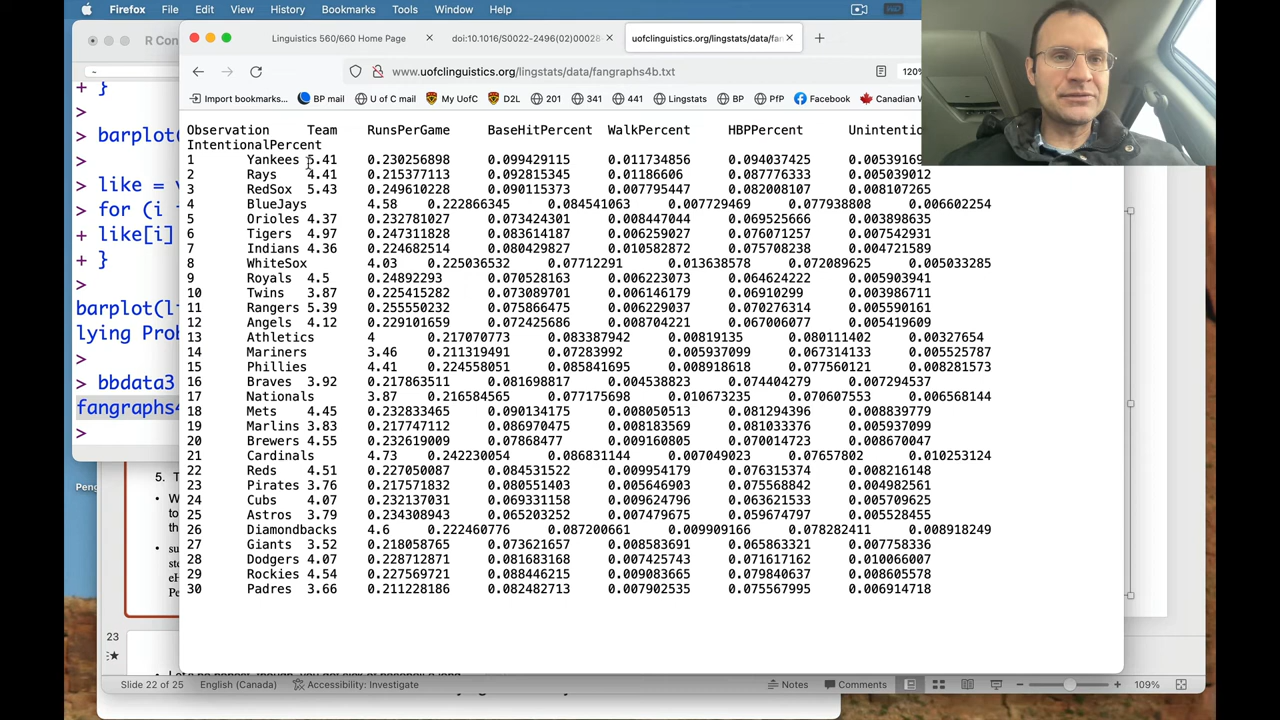 Firefox File Edit View History Bookmarks Tools Window Help
R Con
Linguistics 560/660 Home Page
doi:10.1016/S0022-2496(02)00028-
uofclinguistics.org/lingstats/data/fan
www.uofclinguistics.org/lingstats/data/fangraphs4b.txt
120%
Import bookmarks... BP mail U of C mail My UofC D2L 201 341 441 Lingstats BP PfP Facebook Canadian
+ }
>
> barplot(
>
> like = v
> for (i
+ like[i]
+ }
>
barplot(l
lying Prob
>
> bbdata3
fangraphs4
>
Observation Team RunsPerGame BaseHitPercent WalkPercent HBPPercent Unintentio
IntentionalPercent
1 Yankees 5.41 0.230256898 0.099429115 0.011734856 0.094037425 0.00539169
2 Rays 4.41 0.215377113 0.092815345 0.01186606 0.087776333 0.005039012
3 RedSox 5.43 0.249610228 0.090115373 0.007795447 0.082008107 0.008107265
4 BlueJays 4.58 0.222866345 0.084541063 0.007729469 0.077938808 0.006602254
5 Orioles 4.37 0.232781027 0.073424301 0.008447044 0.069525666 0.003898635
6 Tigers 4.97 0.247311828 0.083614187 0.006259027 0.076071257 0.007542931
7 Indians 4.36 0.224682514 0.080429827 0.010582872 0.075708238 0.004721589
8 WhiteSox 4.03 0.225036532 0.07712291 0.013638578 0.072089625 0.005033285
9 Royals 4.5 0.24892293 0.070528163 0.006223073 0.064624222 0.005903941
10 Twins 3.87 0.225415282 0.073089701 0.006146179 0.06910299 0.003986711
11 Rangers 5.39 0.255550232 0.075866475 0.006229037 0.070276314 0.005590161
12 Angels 4.12 0.229101659 0.072425686 0.008704221 0.067006077 0.005419609
13 Athletics 4 0.217070773 0.083387942 0.00819135 0.080111402 0.00327654
14 Mariners 3.46 0.211319491 0.07283992 0.005937099 0.067314133 0.005525787
15 Phillies 4.41 0.224558051 0.085841695 0.008918618 0.077560121 0.008281573
16 Braves 3.92 0.217863511 0.081698817 0.004538823 0.074404279 0.007294537
17 Nationals 3.87 0.216584565 0.077175698 0.010673235 0.070607553 0.006568144
18 Mets 4.45 0.232833465 0.090134175 0.008050513 0.081294396 0.008839779
19 Marlins 3.83 0.217747112 0.086970475 0.008183569 0.081033376 0.005937099
20 Brewers 4.55 0.232619009 0.07868477 0.009160805 0.070014723 0.008670047
21 Cardinals 4.73 0.242230054 0.086831144 0.007049023 0.07657802 0.010253124
22 Reds 4.51 0.227050087 0.084531522 0.009954179 0.076315374 0.008216148
23 Pirates 3.76 0.217571832 0.080551403 0.005646903 0.075568842 0.004982561
24 Cubs 4.07 0.232137031 0.069331158 0.009624796 0.063621533 0.005709625
25 Astros 3.79 0.234308943 0.065203252 0.007479675 0.059674797 0.005528455
26 Diamondbacks 4.6 0.222460776 0.087200661 0.009909166 0.078282411 0.008918249
27 Giants 3.52 0.218058765 0.073621657 0.008583691 0.065863321 0.007758336
28 Dodgers 4.07 0.228712871 0.081683168 0.007425743 0.071617162 0.010066007
29 Rockies 4.54 0.227569721 0.088446215 0.009083665 0.079840637 0.008605578
30 Padres 3.66 0.211228186 0.082482713 0.007902535 0.075567995 0.006914718
Peng
5. T
• W
to
th
• su
sto
eH
Pe
23
Slide 22 of 25 English (Canada) Accessibility: Investigate Notes Comments 109%